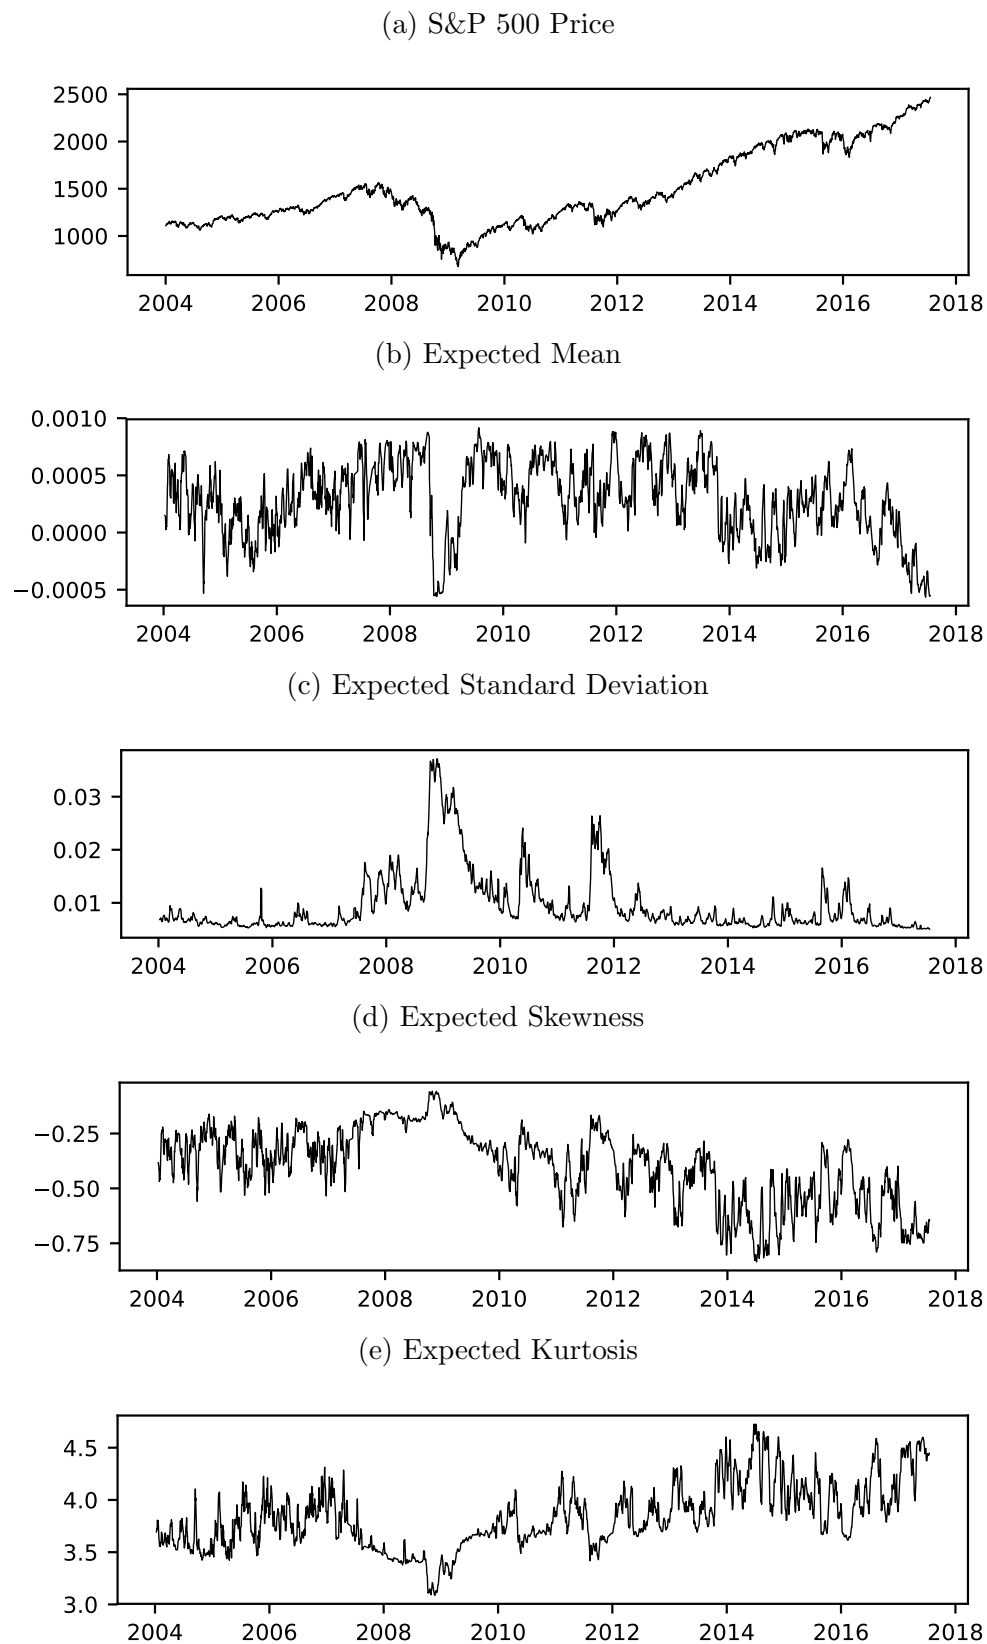 (a) S&P 500 Price
2500
2000
1500
1000
2004 2006 2008 2010 2012 2014 2016 2018
(b) Expected Mean
0.0010
0.0005
0.0000
−0.0005
2004 2006 2008 2010 2012 2014 2016 2018
(c) Expected Standard Deviation
0.03
0.02
0.01
2004 2006 2008 2010 2012 2014 2016 2018
(d) Expected Skewness
−0.25
−0.50
−0.75
2004 2006 2008 2010 2012 2014 2016 2018
(e) Expected Kurtosis
4.5
4.0
3.5
3.0
2004 2006 2008 2010 2012 2014 2016 2018